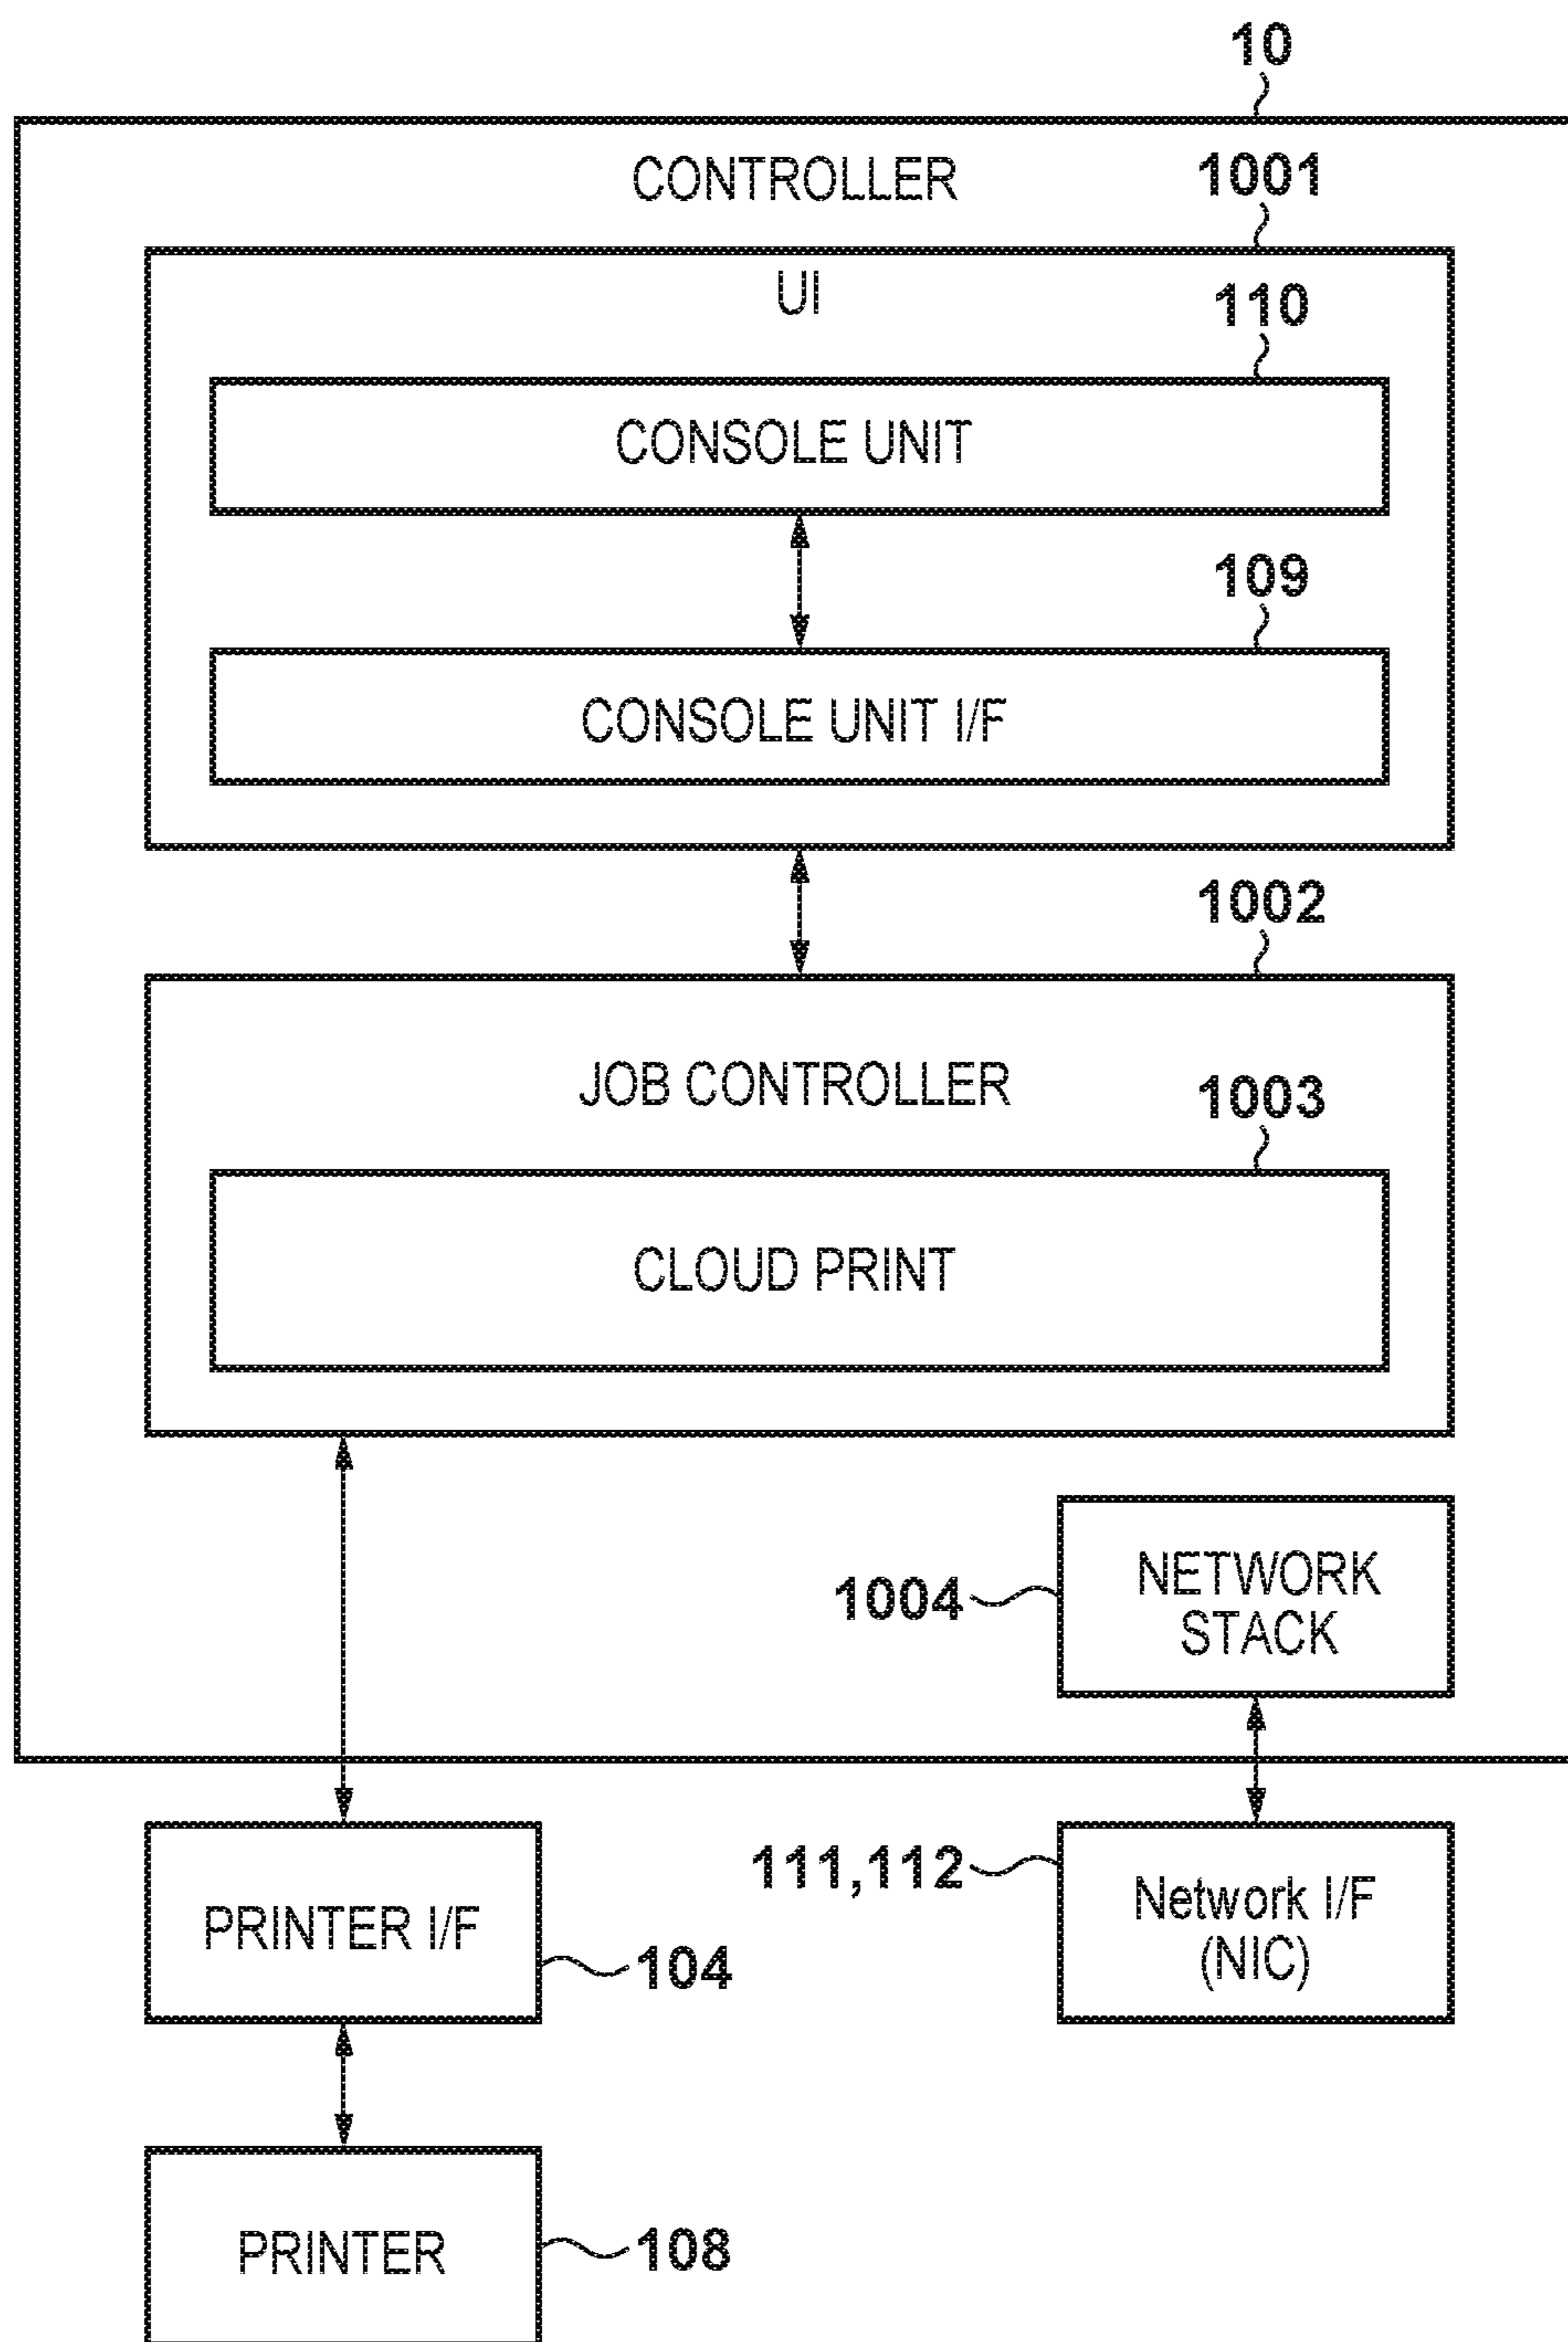 10
CONTROLLER
1001
UI
110
CONSOLE UNIT
109
CONSOLE UNIT I/F
1002
JOB CONTROLLER
1003
CLOUD PRINT
1004
NETWORK
STACK
111,112
Network I/F
(NIC)
PRINTER I/F
104
PRINTER
108